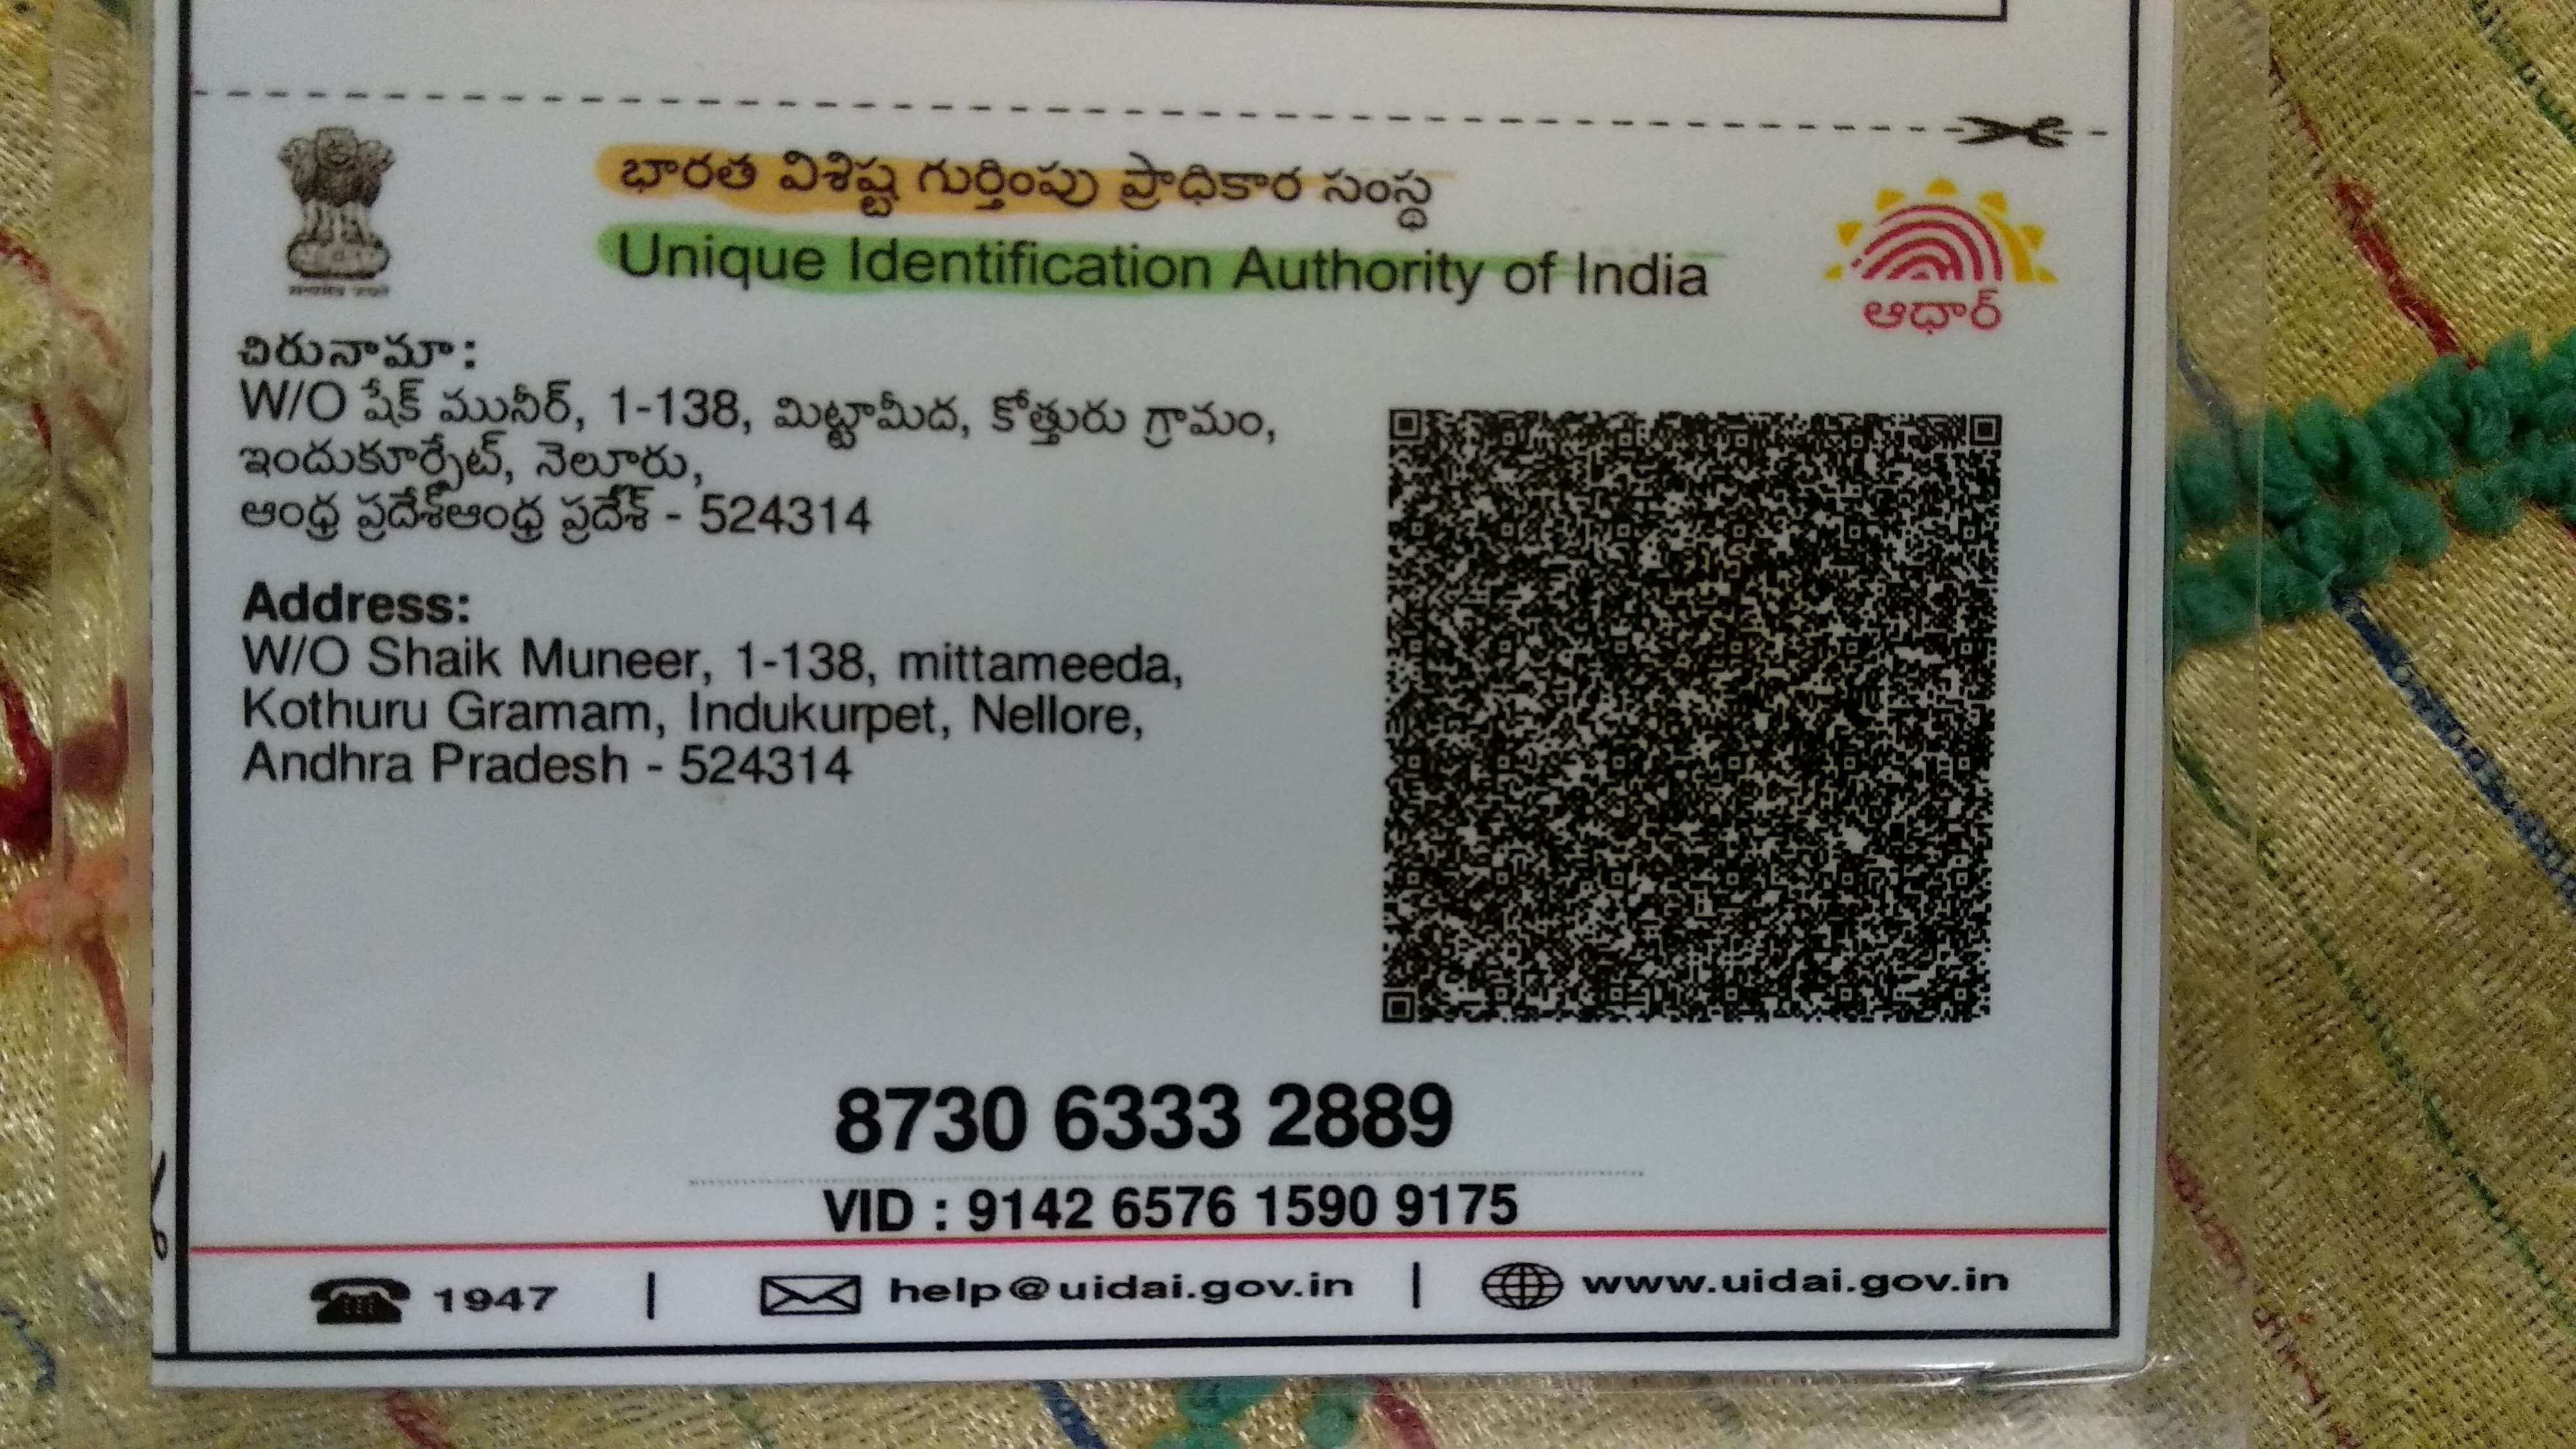 భారత విశిష్ట గుర్తింపు ప్రాధికార సంస్థ
Unique Identification Authority of India
ఆధార్
చిరునామా:
W/O షేక్ మునీర్, 1-138, మిట్టామీద, కోత్తురు గ్రామం,
ఇందుకూర్పేట్, నెలూరు,
ఆంధ్ర ప్రదేశ్ఆంధ్ర ప్రదేశ్ - 524314
Address:
W/O Shaik Muneer, 1-138, mittameeda,
Kothuru Gramam, Indukurpet, Nellore,
Andhra Pradesh - 524314
8730 6333 2889
VID : 9142 6576 1590 9175
1947 | help@uidai.gov.in | www.uidai.gov.in